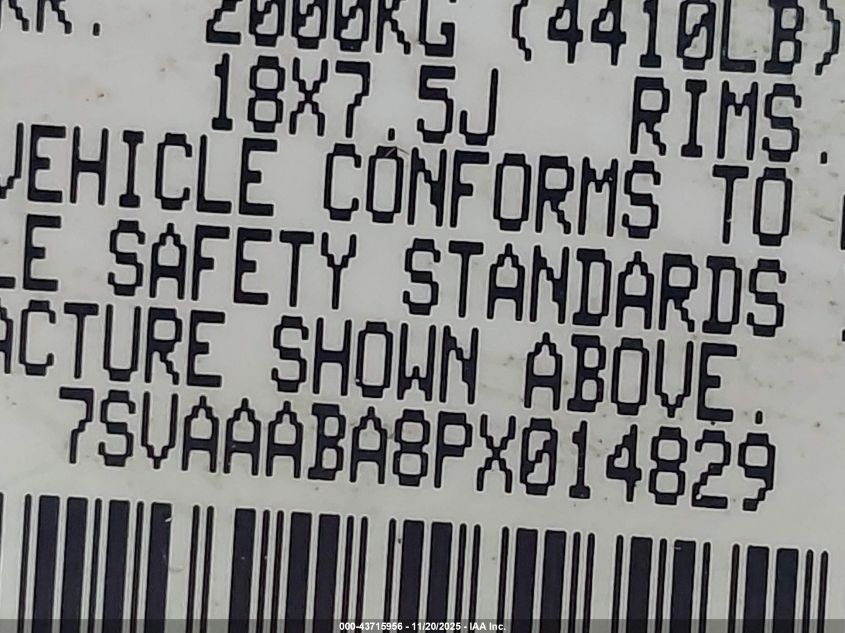 RR. 2000KG (4410LB)
18X7.5J RIMS.
VEHICLE CONFORMS TO
LE SAFETY STANDARDS
ACTURE SHOWN ABOVE.
7SVAAABA8PX014829
000-43715956 - 11/20/2025 - IAA Inc.